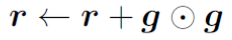 r ← r + g ⊙ g